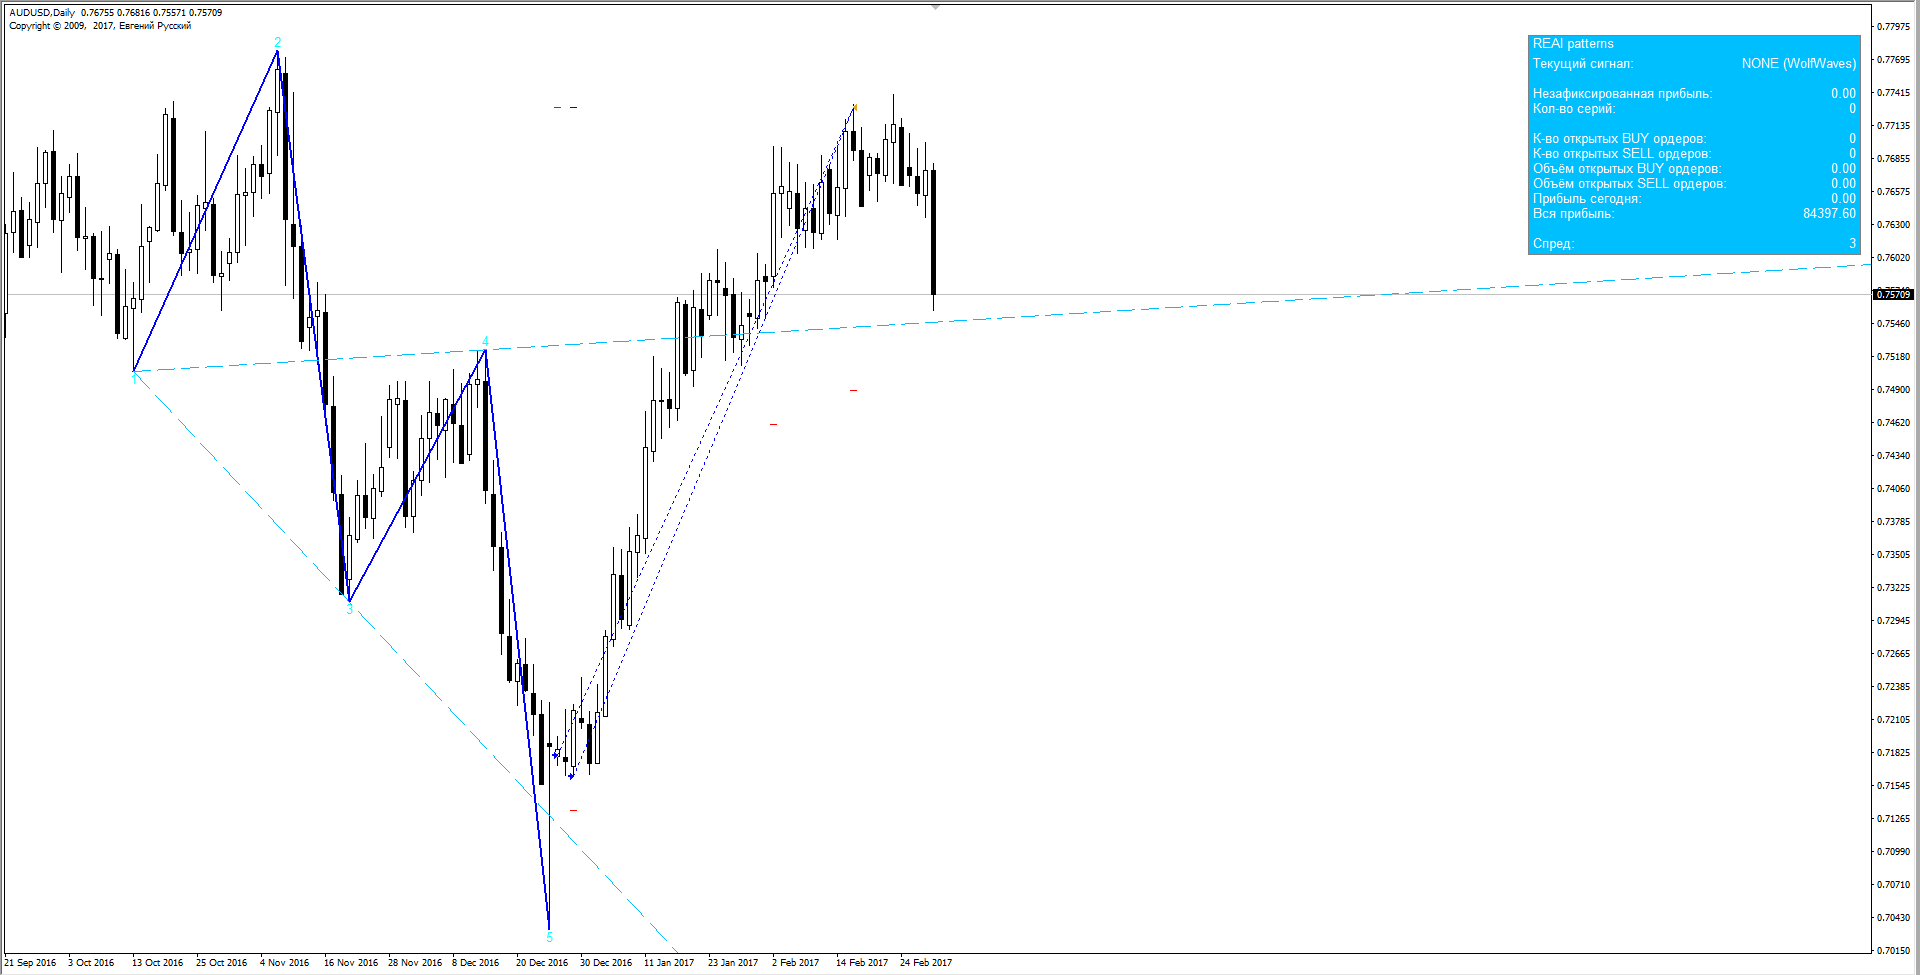 AUDUSD,Daily 0.76755 0.76816 0.75571 0.75709
Copyright © 2009, 2017, Евгений Русский
REAI patterns
Текущий сигнал: NONE (WolfWaves)
Незафиксированная прибыль: 0.00
Кол-во серий: 0
К-во открытых BUY ордеров: 0
К-во открытых SELL ордеров: 0
Объём открытых BUY ордеров: 0.00
Объём открытых SELL ордеров: 0.00
Прибыль сегодня: 0.00
Вся прибыль: 84397.60
Спред: 3
2
4
1
3
5
0.77975
0.77695
0.77415
0.77135
0.76855
0.76575
0.76300
0.76020
0.75709
0.75460
0.75180
0.74900
0.74620
0.74340
0.74060
0.73785
0.73505
0.73225
0.72945
0.72665
0.72385
0.72105
0.71825
0.71545
0.71265
0.70990
0.70710
0.70430
0.70150
21 Sep 2016 3 Oct 2016 13 Oct 2016 25 Oct 2016 4 Nov 2016 16 Nov 2016 28 Nov 2016 8 Dec 2016 20 Dec 2016 30 Dec 2016 11 Jan 2017 23 Jan 2017 2 Feb 2017 14 Feb 2017 24 Feb 2017